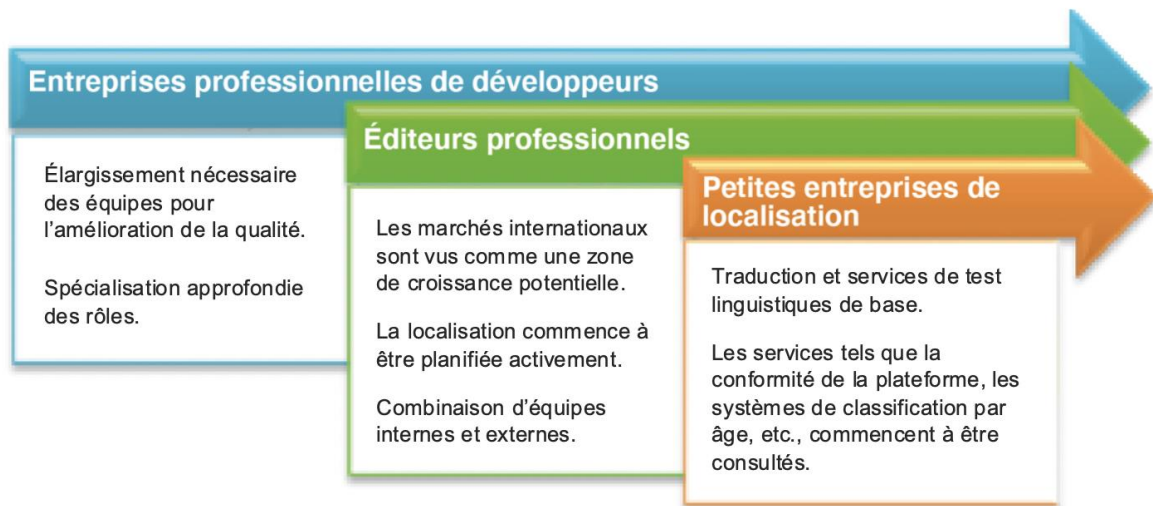 Entreprises professionnelles de développeurs
Élargissement nécessaire
des équipes pour
l'amélioration de la qualité.
Spécialisation approfondie
des rôles.
Éditeurs professionnels
Les marchés internationaux
sont vus comme une zone
de croissance potentielle.
La localisation commence à
être planifiée activement.
Combinaison d'équipes
internes et externes.
Petites entreprises de
localisation
Traduction et services de test
linguistiques de base.
Les services tels que la
conformité de la plateforme, les
systèmes de classification par
âge, etc., commencent à être
consultés.